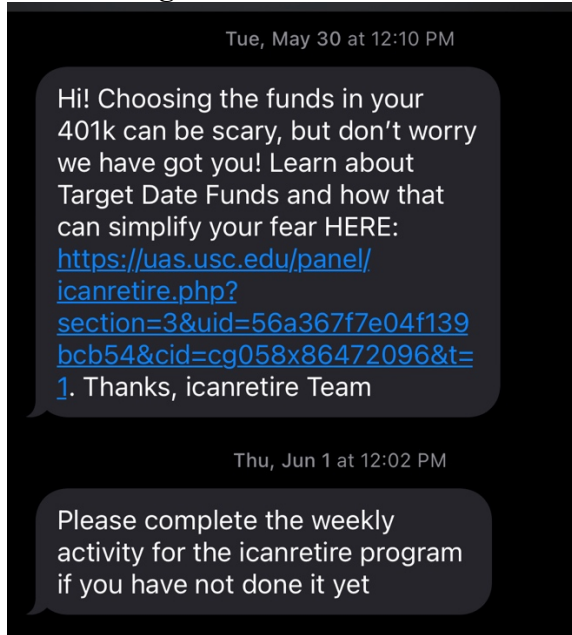 Tue, May 30 at 12:10 PM
Hi! Choosing the funds in your
401k can be scary, but don’t worry
we have got you! Learn about
Target Date Funds and how that
can simplify your fear HERE:
https://uas.usc.edu/panel/
icanretire.php?
section=3&uid=56a367f7e04f139
bcb54&cid=cg058x86472096&t=
1. Thanks, icanretire Team
Thu, Jun 1 at 12:02 PM
Please complete the weekly
activity for the icanretire program
if you have not done it yet